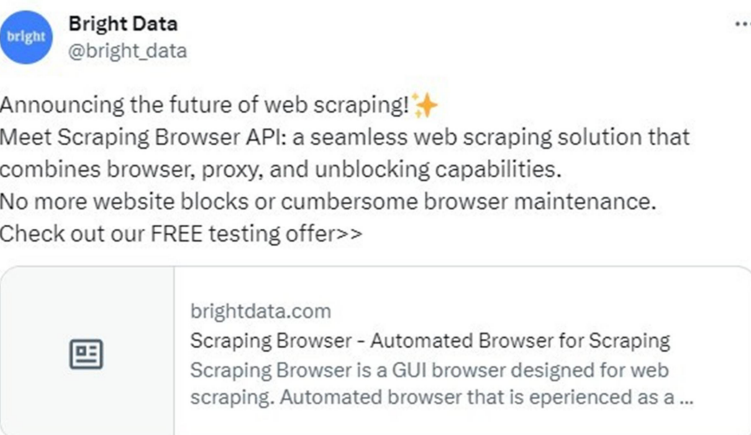 bright
Bright Data
@bright_data
Announcing the future of web scraping!✨
Meet Scraping Browser API: a seamless web scraping solution that
combines browser, proxy, and unblocking capabilities.
No more website blocks or cumbersome browser maintenance.
Check out our FREE testing offer>>
brightdata.com
Scraping Browser - Automated Browser for Scraping
Scraping Browser is a GUI browser designed for web
scraping. Automated browser that is eperienced as a ...